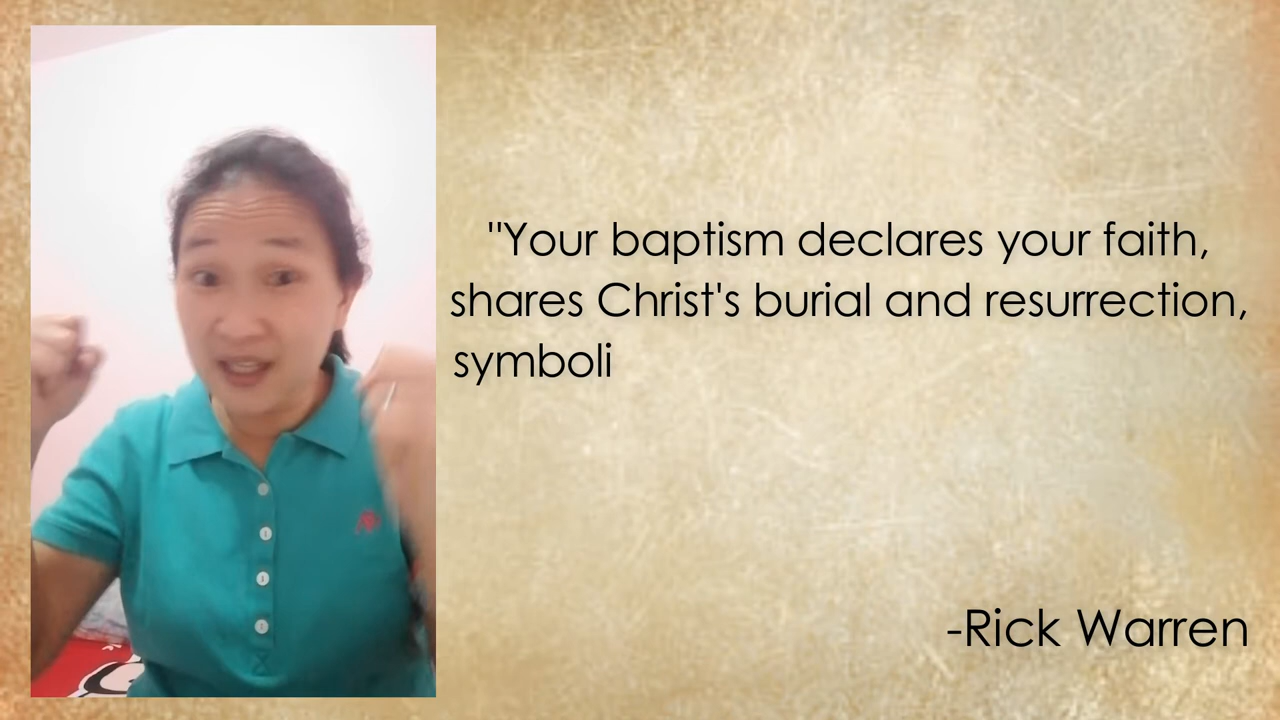 "Your baptism declares your faith,
shares Christ's burial and resurrection,
symboli
-Rick Warren